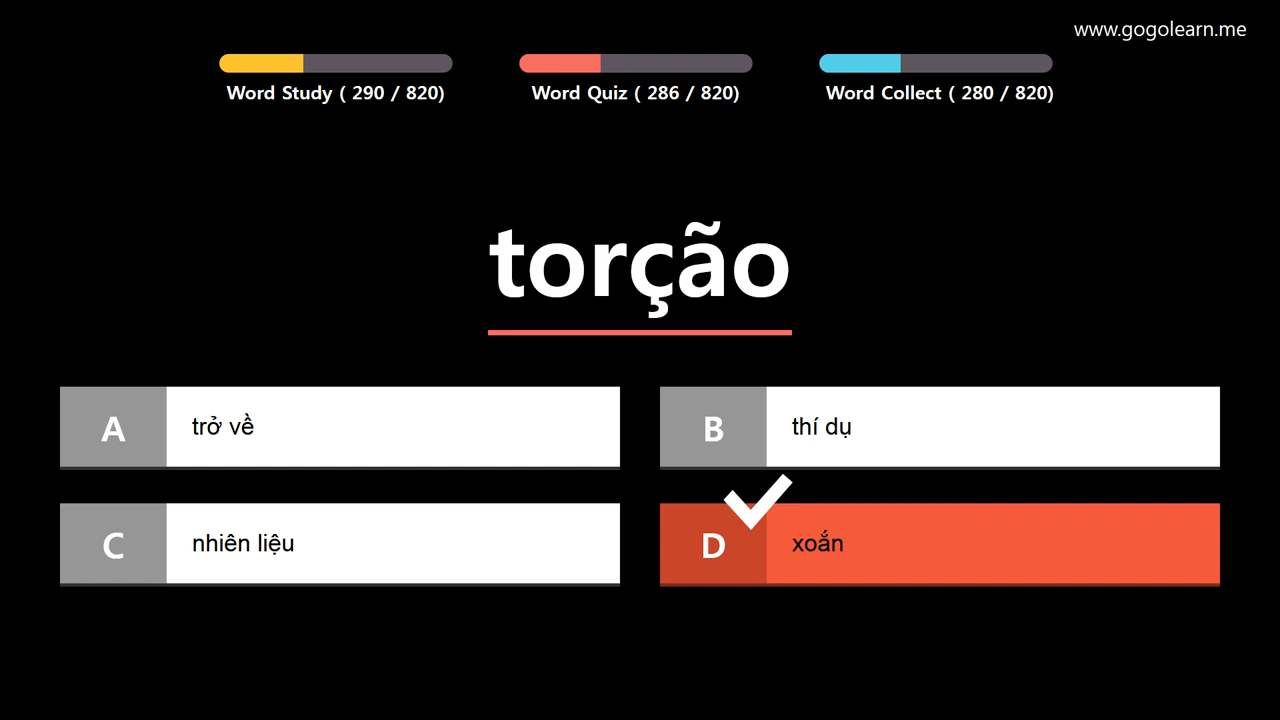 www.gogolearn.me
Word Study ( 290 / 820)
Word Quiz ( 286 / 820)
Word Collect ( 280 / 820)
torção
A trở về
B thí dụ
C nhiên liệu
D xoắn